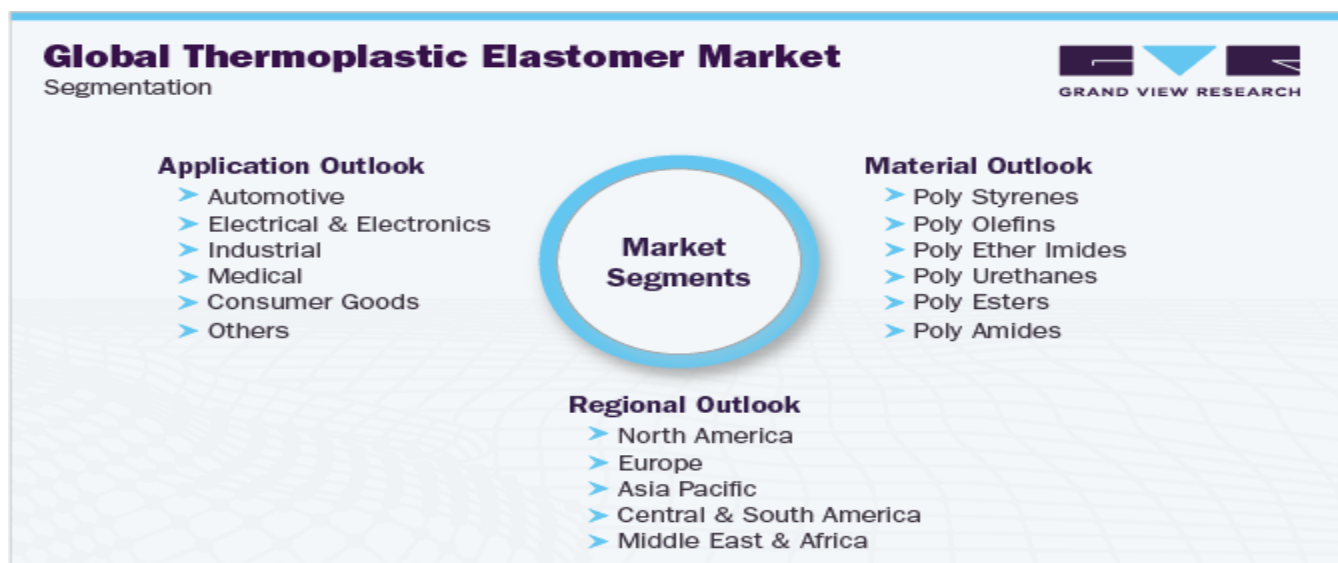 Global Thermoplastic Elastomer Market
Segmentation
GRAND VIEW RESEARCH
Application Outlook
Automotive
Electrical & Electronics
Industrial
Medical
Consumer Goods
Others
Market
Segments
Material Outlook
Poly Styrenes
Poly Olefins
Poly Ether Imides
Poly Urethanes
Poly Esters
Poly Amides
Regional Outlook
North America
Europe
Asia Pacific
Central & South America
Middle East & Africa